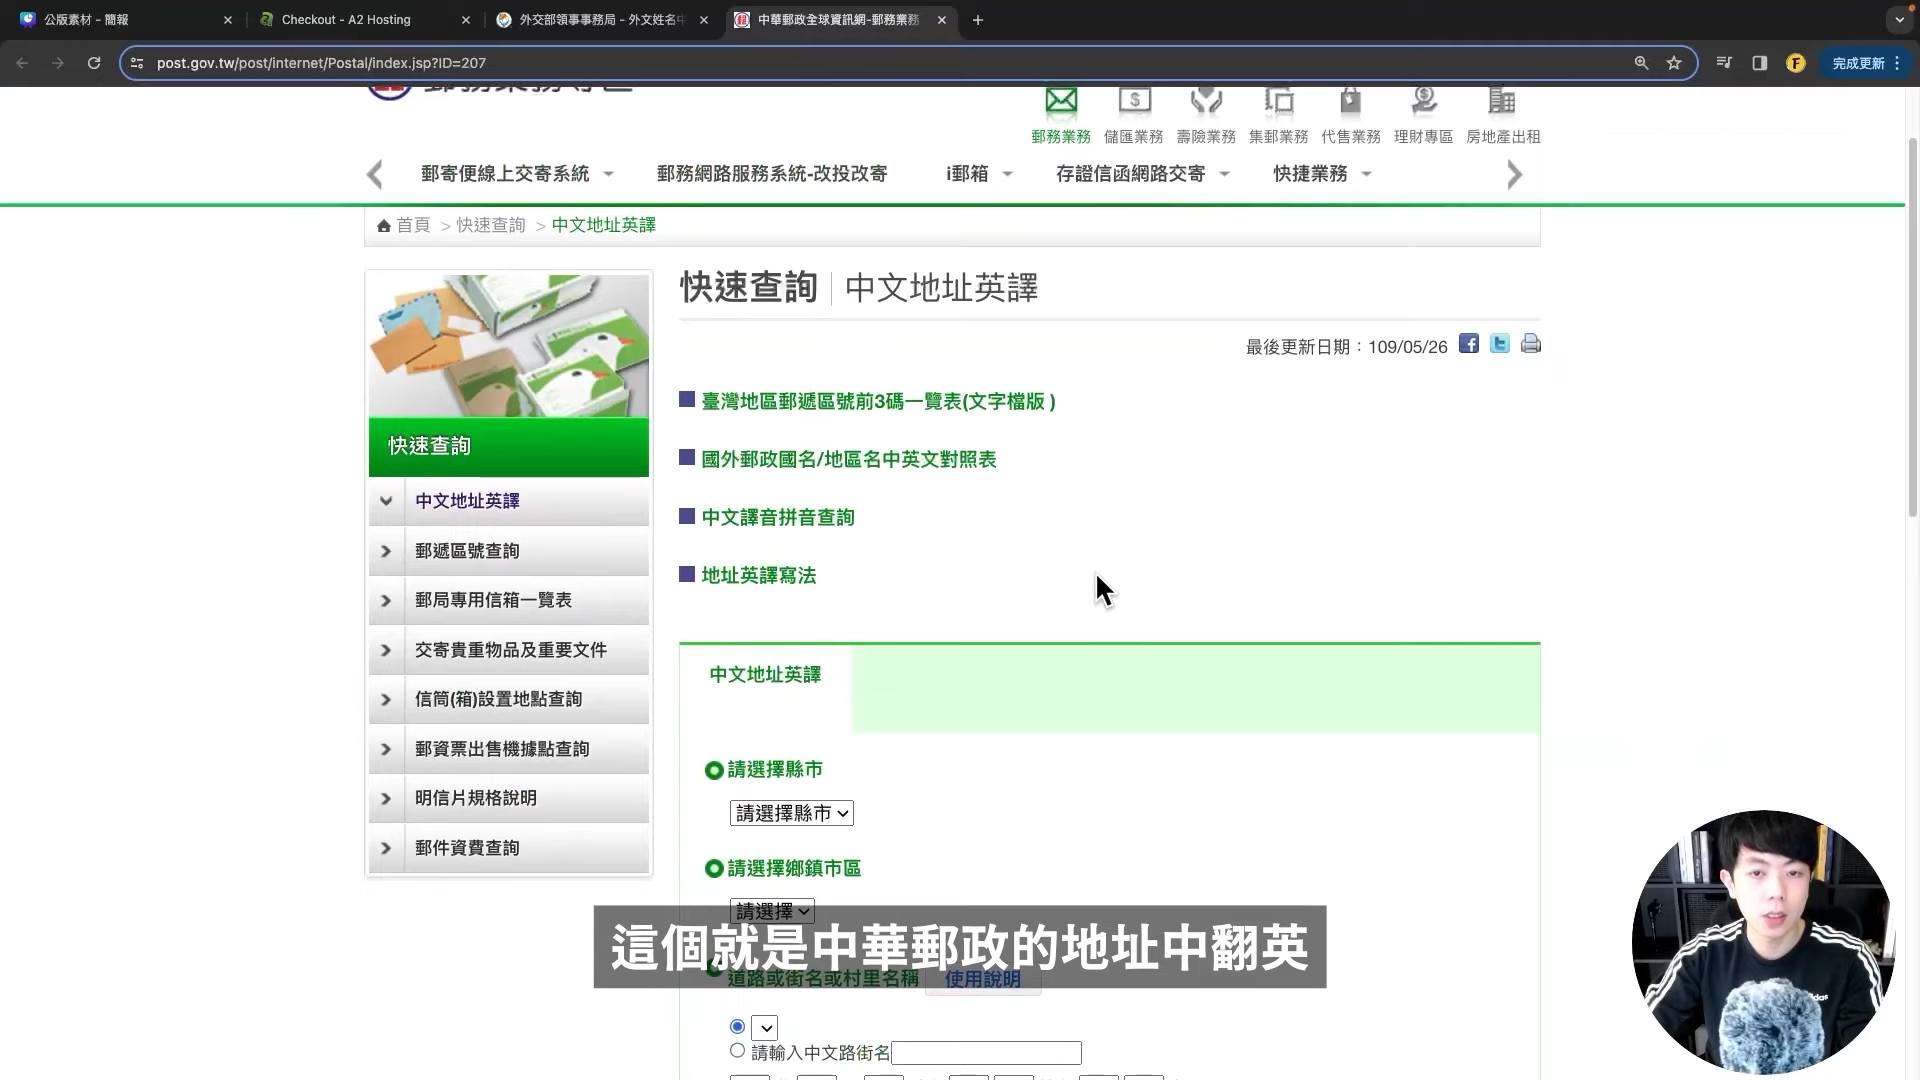 公版素材 - 簡報
Checkout - A2 Hosting
外交部領事事務局 - 外文姓名中
中華郵政全球資訊網-郵務業務
post.gov.tw/post/internet/Postal/index.jsp?ID=207
F
完成更新
郵務業務專區
郵務業務
儲匯業務
壽險業務
集郵業務
代售業務
理財專區
房地產出租
郵寄便線上交寄系統
郵務網路服務系統-改投改寄
i郵箱
存證信函網路交寄
快捷業務
首頁 > 快速查詢 > 中文地址英譯
快速查詢
中文地址英譯
郵遞區號查詢
郵局專用信箱一覽表
交寄貴重物品及重要文件
信筒(箱)設置地點查詢
郵資票出售機據點查詢
明信片規格說明
郵件資費查詢
快速查詢 中文地址英譯
最後更新日期：109/05/26
臺灣地區郵遞區號前3碼一覽表(文字檔版 )
國外郵政國名/地區名中英文對照表
中文譯音拼音查詢
地址英譯寫法
中文地址英譯
請選擇縣市
請選擇縣市
請選擇鄉鎮市區
請選擇
這個就是中華郵政的地址中翻英
道路或街名或村里名稱 使用說明
請輸入中文路街名
adidas